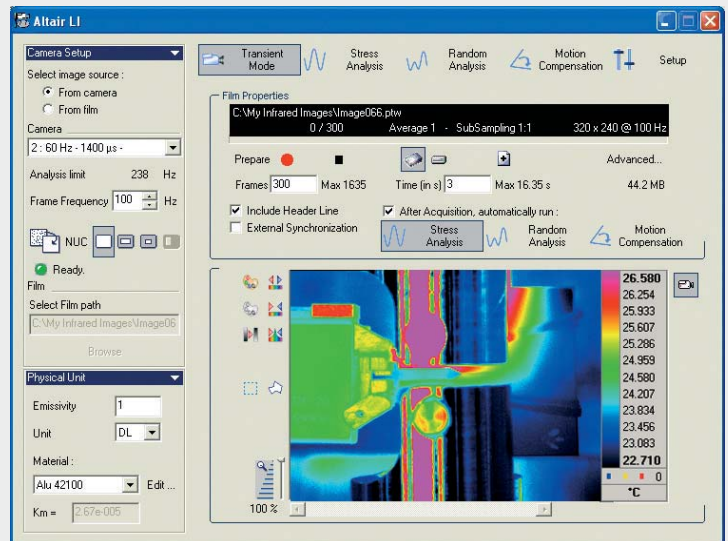 Altair LI
Camera Setup
Select image source :
From camera
From film
Camera
2 : 60 Hz - 1400 µs -
Analysis limit 238 Hz
Frame Frequency 100 Hz
NUC
Ready.
Film
Select Film path
C:\My Infrared Images\Image06
Browse
Physical Unit
Emissivity 1
Unit DL
Material :
Alu 42100 Edit ...
Km = 2.67e-005
Transient Mode
Stress Analysis
Random Analysis
Motion Compensation
Setup
Film Properties
C:\My Infrared Images\Image066.ptw
0 / 300 Average 1 - SubSampling 1:1 320 x 240 @ 100 Hz
Prepare Advanced...
Frames 300 Max 1635 Time (in s) 3 Max 16.35 s 44.2 MB
Include Header Line
External Synchronization
After Acquisition, automatically run :
Stress Analysis
Random Analysis
Motion Compensation
26.580
26.254
25.933
25.607
25.286
24.959
24.580
24.207
23.834
23.456
23.083
22.710
0
°C
100 %